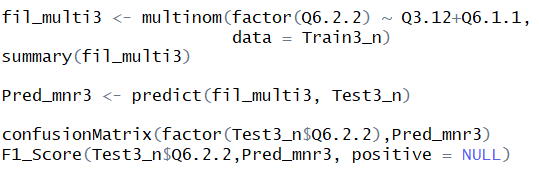 fil_multi3 <- multinom(factor(Q6.2.2) ~ Q3.12+Q6.1.1,
data = Train3_n)
summary(fil_multi3)
Pred_mnr3 <- predict(fil_multi3, Test3_n)
confusionMatrix(factor(Test3_n$Q6.2.2),Pred_mnr3)
F1_Score(Test3_n$Q6.2.2,Pred_mnr3, positive = NULL)